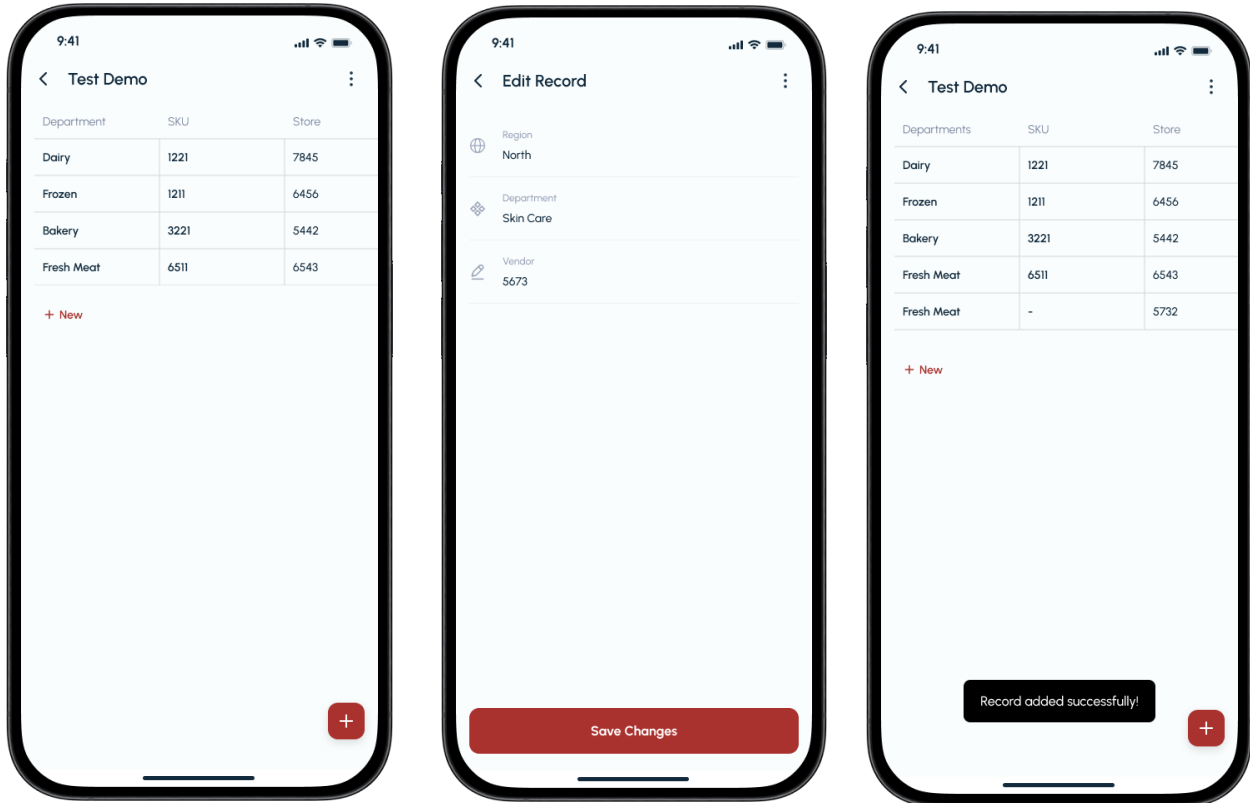 9:41
Test Demo
Department SKU Store
Dairy 1221 7845
Frozen 1211 6456
Bakery 3221 5442
Fresh Meat 6511 6543
+ New
+
9:41
Edit Record
Region
North
Department
Skin Care
Vendor
5673
Save Changes
9:41
Test Demo
Departments SKU Store
Dairy 1221 7845
Frozen 1211 6456
Bakery 3221 5442
Fresh Meat 6511 6543
Fresh Meat - 5732
+ New
Record added successfully!
+